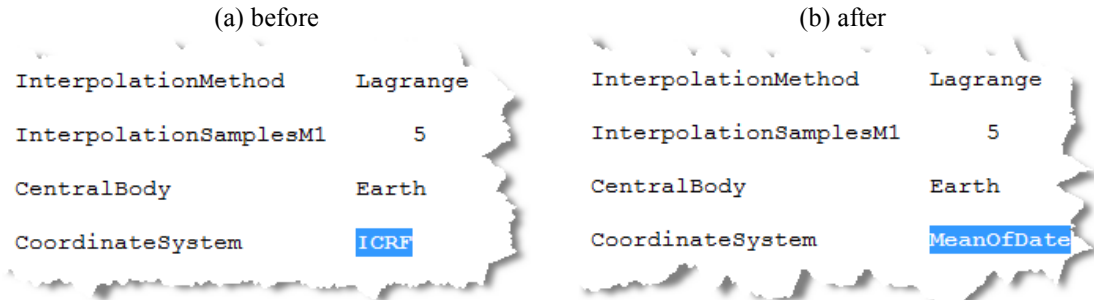 (a) before
InterpolationMethod Lagrange
InterpolationSamplesM1 5
CentralBody Earth
CoordinateSystem ICRF
(b) after
InterpolationMethod Lagrange
InterpolationSamplesM1 5
CentralBody Earth
CoordinateSystem MeanOfDate